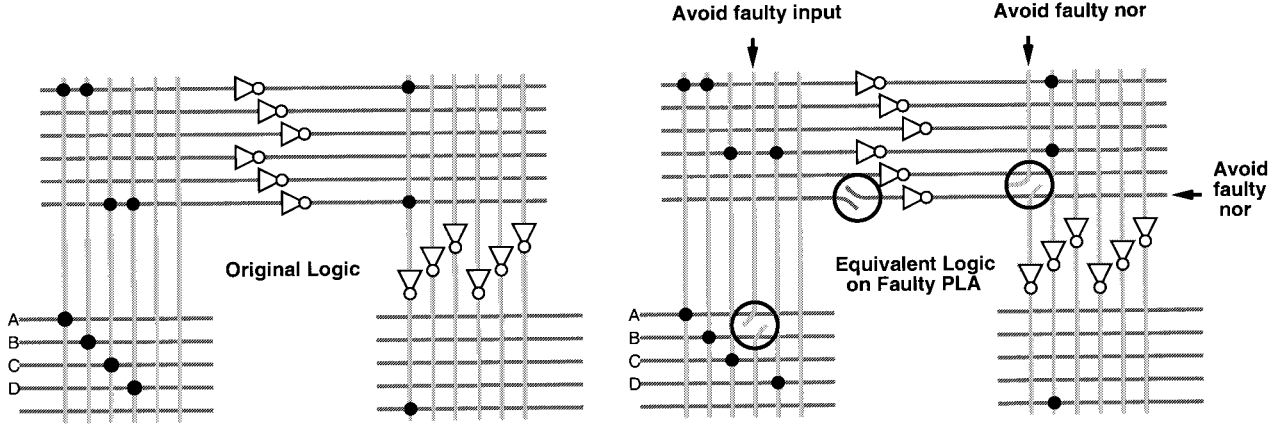 Avoid faulty input
Avoid faulty nor
Avoid
faulty
nor
Original Logic
Equivalent Logic
on Faulty PLA
A
B
C
D
A
B
C
D